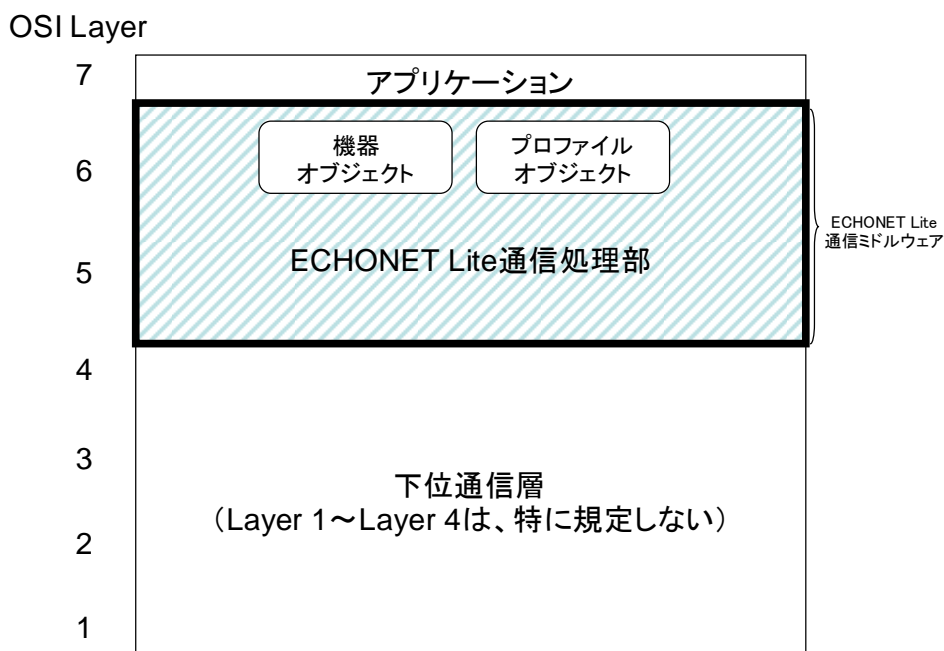 OSI Layer
7
アプリケーション
機器
オブジェクト
プロファイル
オブジェクト
6
ECHONET Lite
通信ミドルウェア
ECHONET Lite通信処理部
5
4
3
下位通信層
（Layer 1～Layer 4は、特に規定しない）
2
1